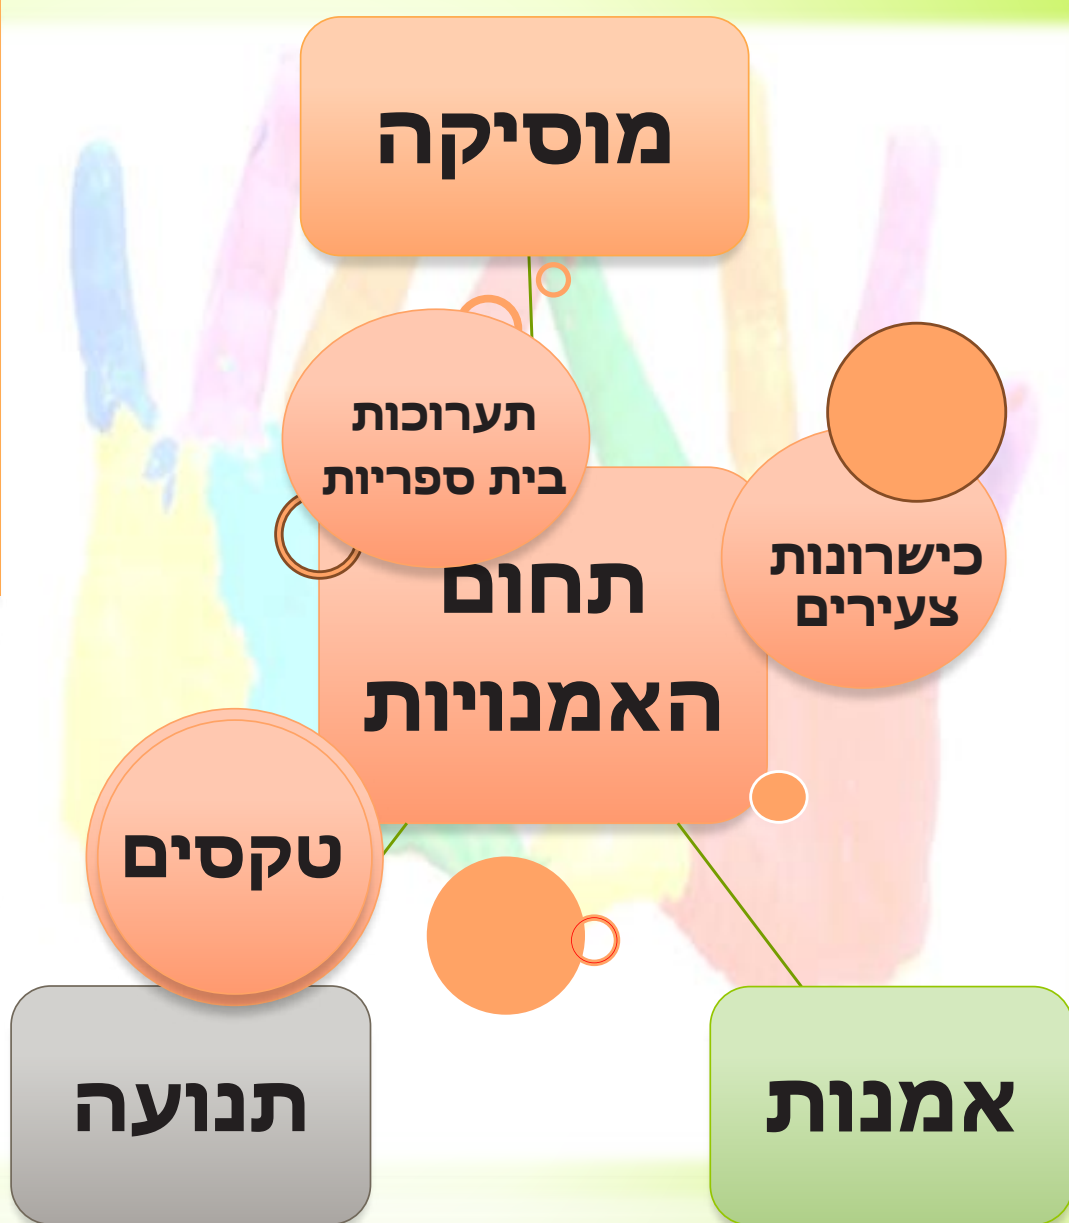 מוסיקה
תערוכות
בית ספריות
כישרונות
צעירים
תחום
האמנויות
טקסים
תנועה
אמנות